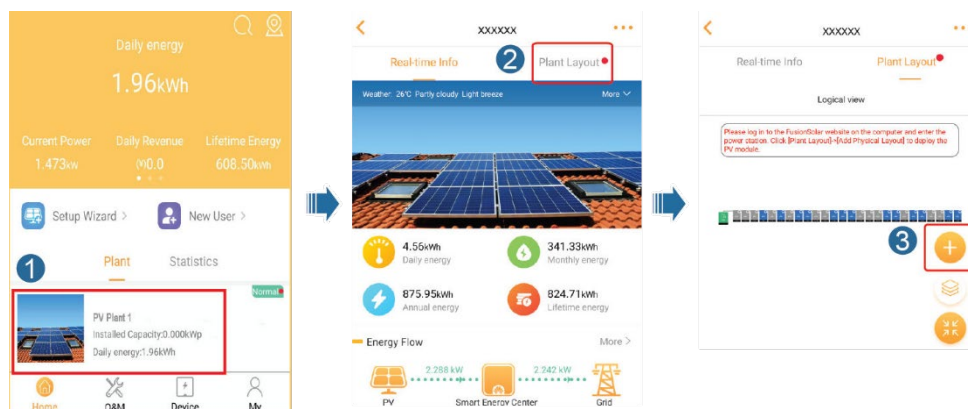 Daily energy
1.96kWh
Current Power Daily Revenue Lifetime Energy
1.473kW (¥)0.0 608.50kWh
Setup Wizard > New User >
1
Plant Statistics
Normal
PV Plant 1
Installed Capacity:0.000kWp
Daily energy:1.96kWh
Home O&M Device My
xxxxxx
Real-time Info 2 Plant Layout
Weather: 26°C Partly cloudy Light breeze More
4.56kWh 341.33kWh
Daily energy Monthly energy
875.95kWh 824.71kWh
Annual energy Lifetime energy
Energy Flow More >
2.288 kW 2.242 kW
PV Smart Energy Center Grid
xxxxxx
Real-time Info Plant Layout
Logical view
Please log in to the FusionSolar website on the computer and enter the
power station. Click [Plant Layout]->[Add Physical Layout] to deploy the
PV module.
3